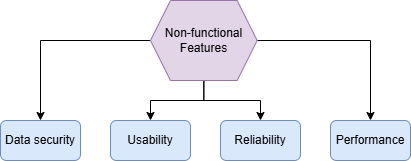 Non-functional
Features
Data security
Usability
Reliability
Performance